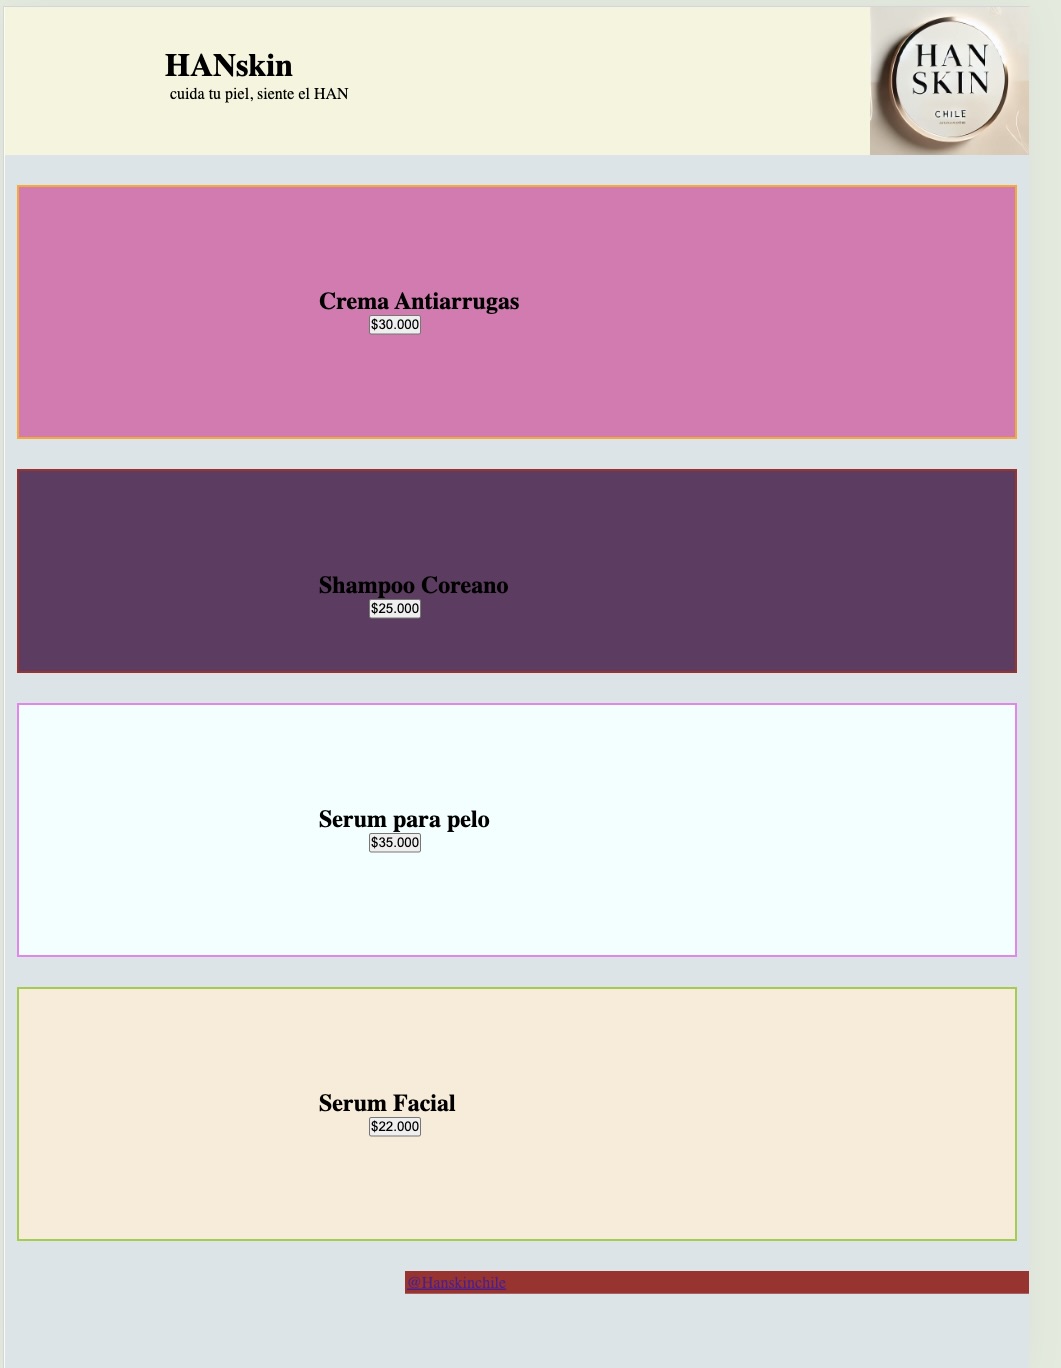 HANskin
cuida tu piel, siente el HAN
HAN
SKIN
CHILE
Crema Antiarrugas
$30.000
Shampoo Coreano
$25.000
Serum para pelo
$35.000
Serum Facial
$22.000
@Hanskinchile